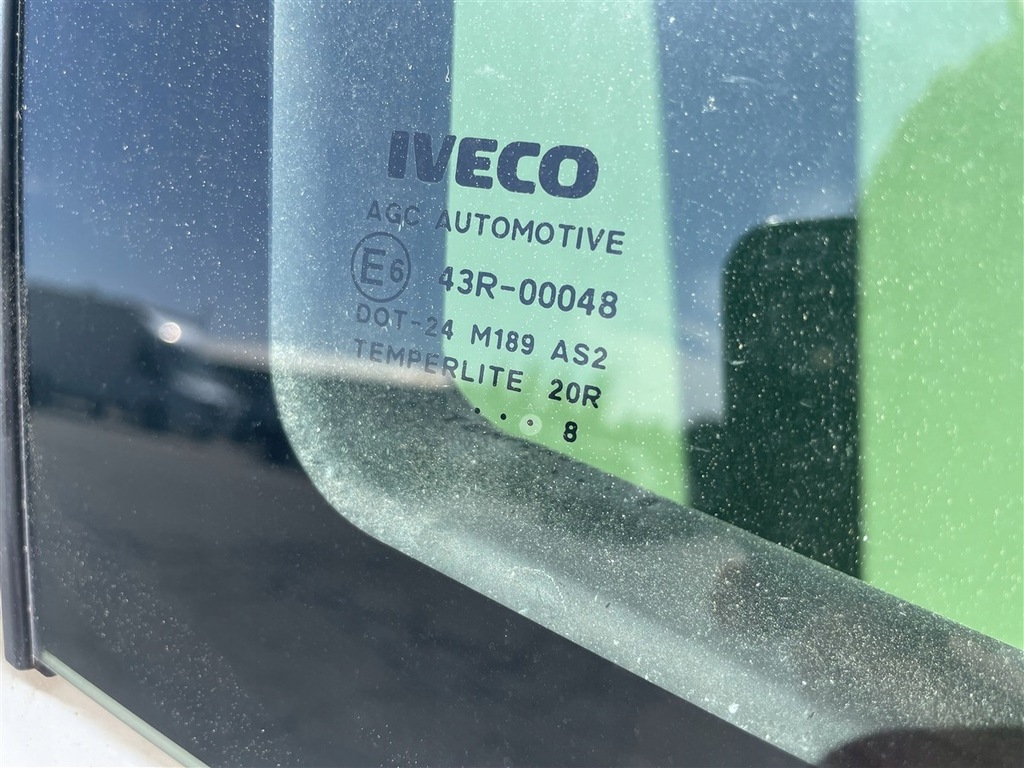 IVECO
AGC AUTOMOTIVE
E6 43R-00048
DOT-24 M189 AS2
TEMPERLITE 20R
... 8